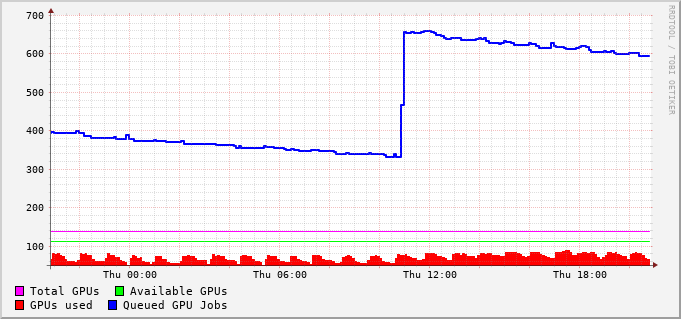 700
600
500
400
300
200
100
Thu 00:00 Thu 06:00 Thu 12:00 Thu 18:00
Total GPUs Available GPUs
GPUs used Queued GPU Jobs
RRDTOOL / TOBI OETIKER